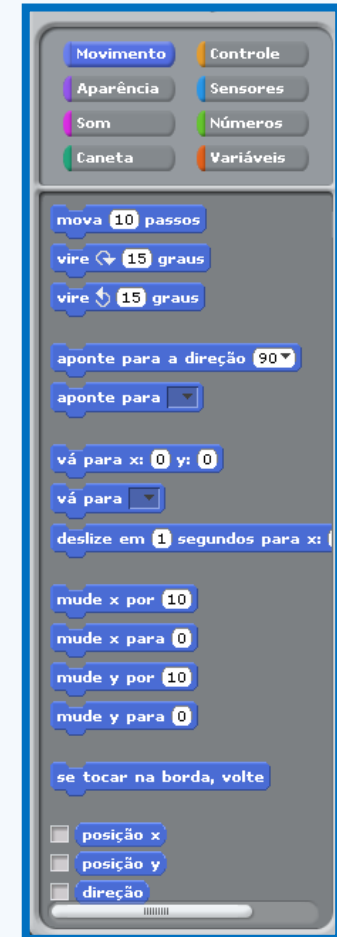 Movimento Controle
Aparência Sensores
Som Números
Caneta Variáveis
mova 10 passos
vire 15 graus
vire 15 graus
aponte para a direção 90
aponte para
vá para x: 0 y: 0
vá para
deslize em 1 segundos para x:
mude x por 10
mude x para 0
mude y por 10
mude y para 0
se tocar na borda, volte
posição x
posição y
direção